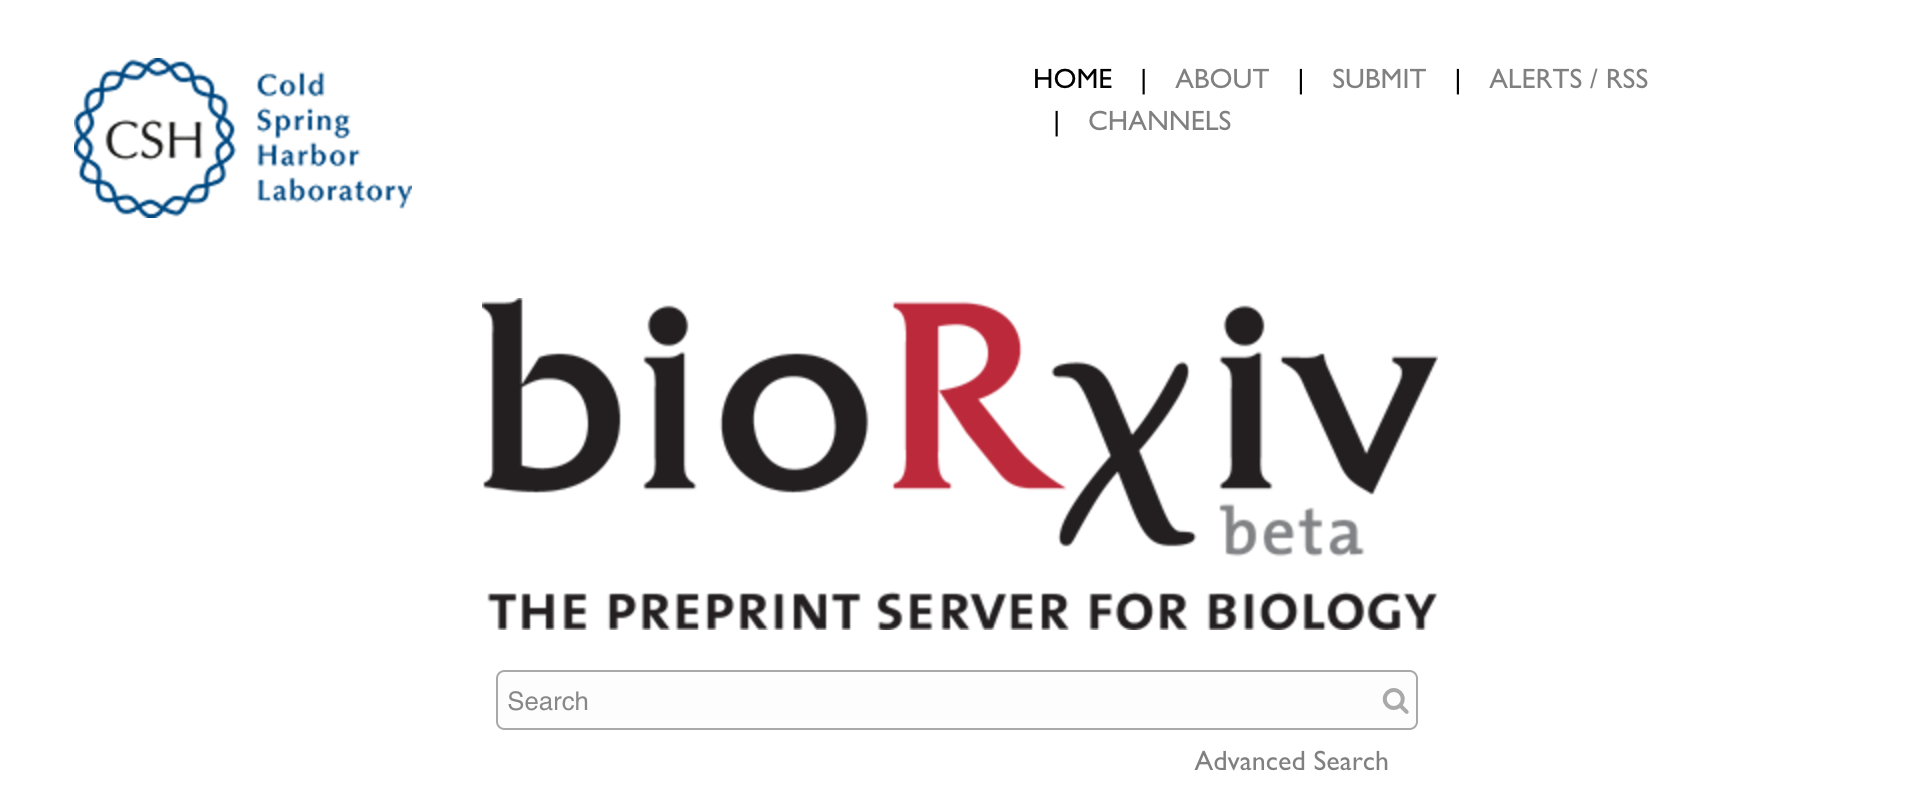 CSH
Cold
Spring
Harbor
Laboratory
HOME | ABOUT | SUBMIT | ALERTS / RSS
| CHANNELS
bioRχiv
beta
THE PREPRINT SERVER FOR BIOLOGY
Search
Advanced Search